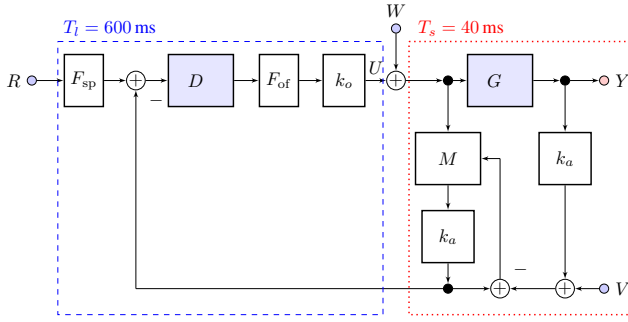 T_l = 600 ms
W
T_s = 40 ms
R
F_sp
−
D
F_of
k_o
U
+
G
Y
M
k_a
k_a
−
V